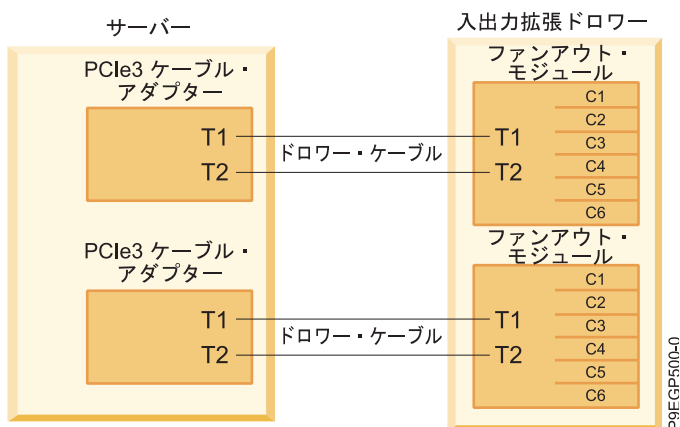 サーバー
PCIe3 ケーブル・
アダプター
T1
T2
PCIe3 ケーブル・
アダプター
T1
T2
ドロワー・ケーブル
ドロワー・ケーブル
入出力拡張ドロワー
ファンアウト・
モジュール
T1
T2
C1
C2
C3
C4
C5
C6
ファンアウト・
モジュール
T1
T2
C1
C2
C3
C4
C5
C6
P9EGP500-0